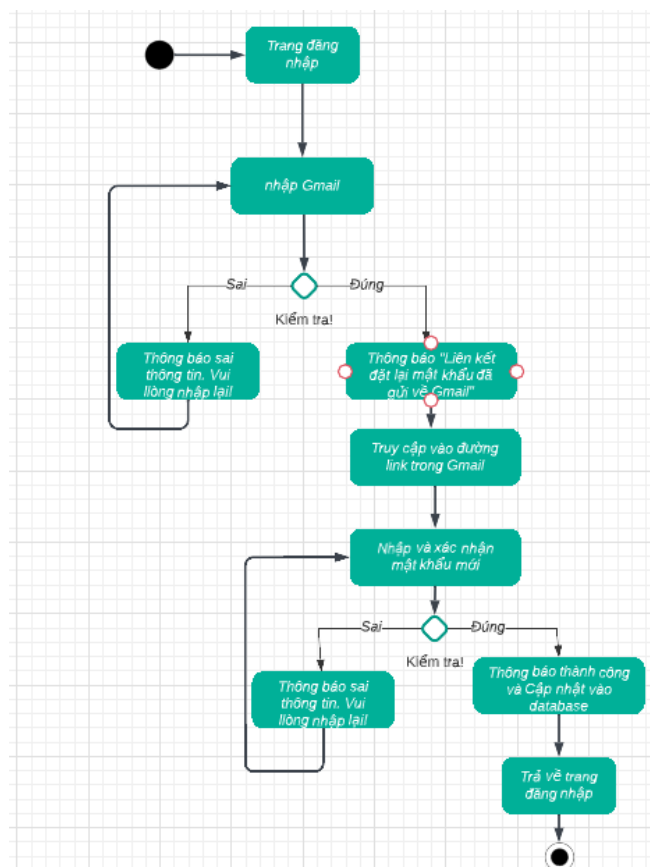 Trang đăng
nhập
nhập Gmail
Sai
Đúng
Kiểm tra!
Thông báo sai
thông tin. Vui
llòng nhập lại!
Thông báo "Liên kết
đặt lại mật khẩu đã
gửi về Gmail"
Truy cập vào đường
link trong Gmail
Nhập và xác nhận
mật khẩu mới
Sai
Đúng
Kiểm tra!
Thông báo sai
thông tin. Vui
llòng nhập lại!
Thông báo thành công
và Cập nhật vào
database
Trả về trang
đăng nhập